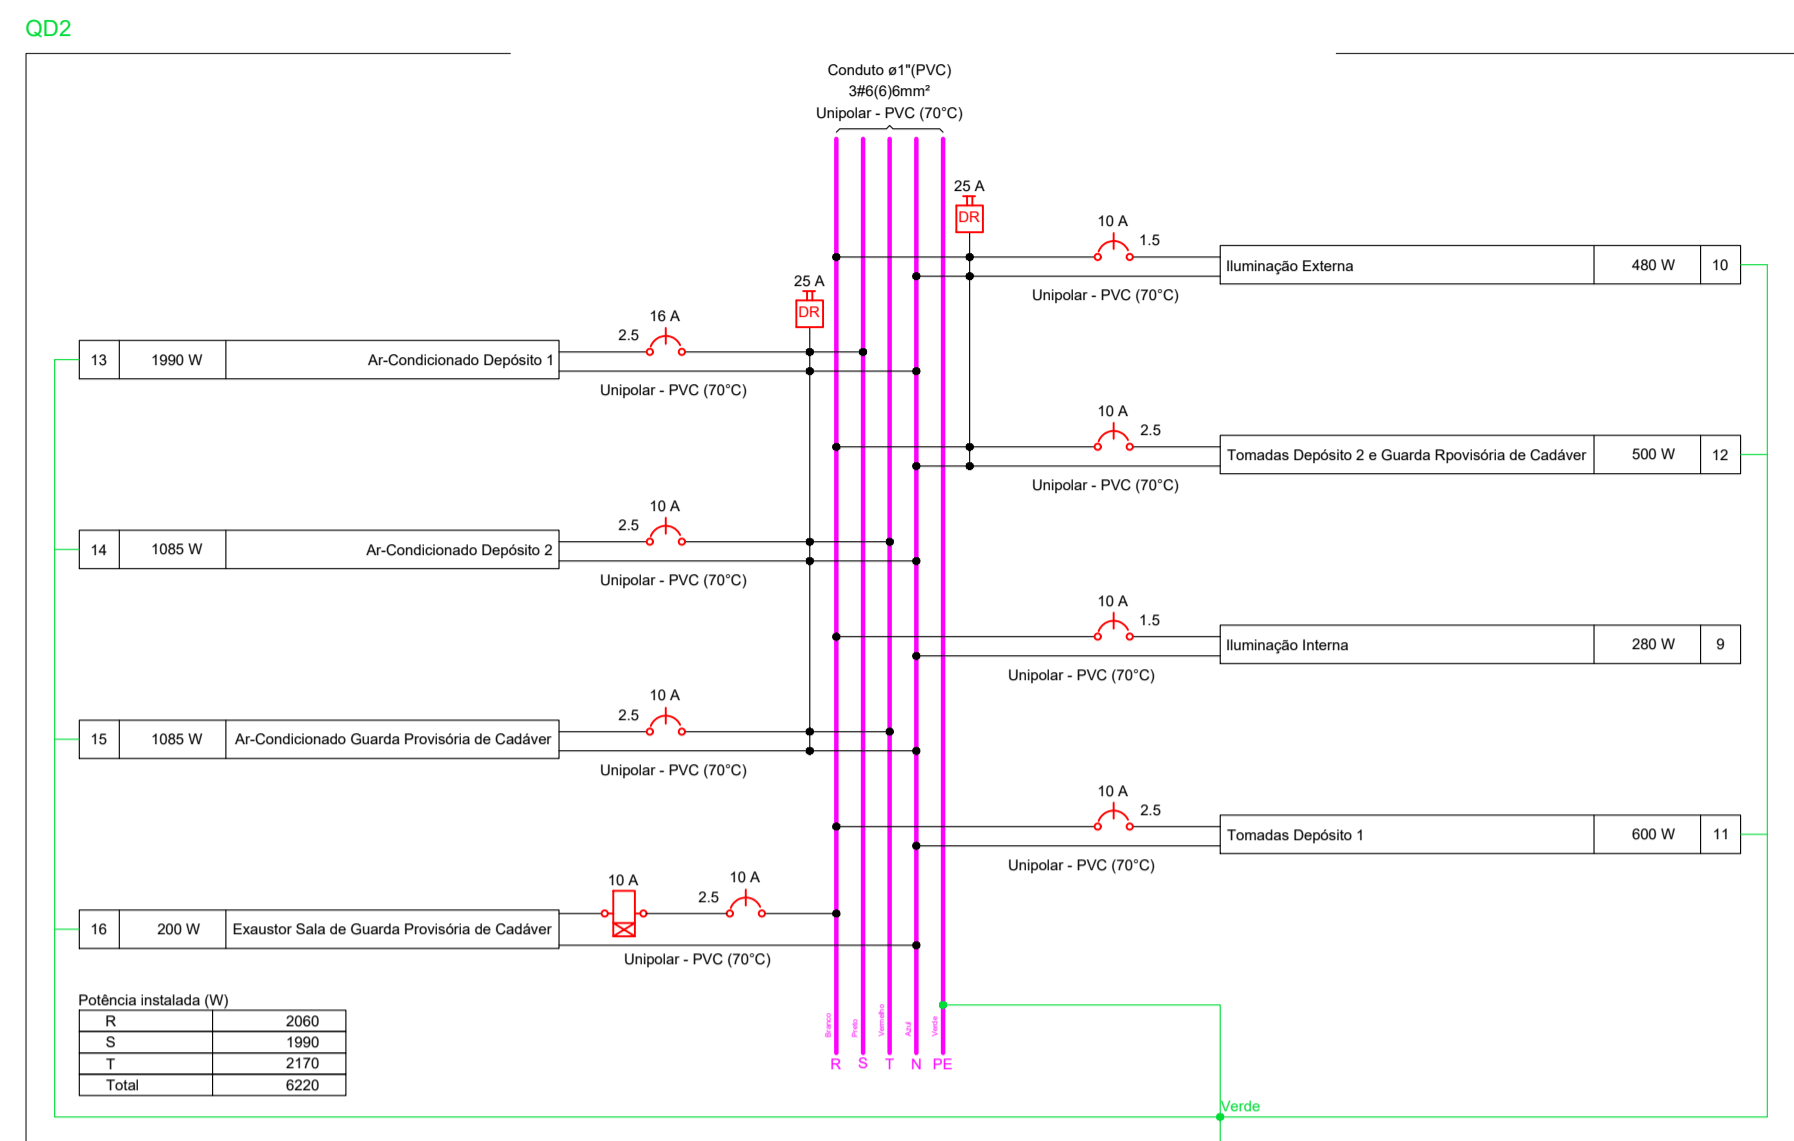 QD2
Conduto ø1"(PVC)
3#6(6)6mm²
Unipolar - PVC (70°C)
25 A
DR
10 A
1.5
Iluminação Externa
480 W
10
Unipolar - PVC (70°C)
25 A
DR
16 A
2.5
13
1990 W
Ar-Condicionado Depósito 1
Unipolar - PVC (70°C)
10 A
2.5
Tomadas Depósito 2 e Guarda Rpovisória de Cadáver
500 W
12
Unipolar - PVC (70°C)
10 A
2.5
14
1085 W
Ar-Condicionado Depósito 2
Unipolar - PVC (70°C)
10 A
1.5
Iluminação Interna
280 W
9
Unipolar - PVC (70°C)
10 A
2.5
15
1085 W
Ar-Condicionado Guarda Provisória de Cadáver
Unipolar - PVC (70°C)
10 A
2.5
Tomadas Depósito 1
600 W
11
Unipolar - PVC (70°C)
10 A
10 A
2.5
16
200 W
Exaustor Sala de Guarda Provisória de Cadáver
Unipolar - PVC (70°C)
Potência instalada (W)
R 2060
S 1990
T 2170
Total 6220
Branco
Preto
Vermelho
Azul
Verde
R S T N PE
Verde